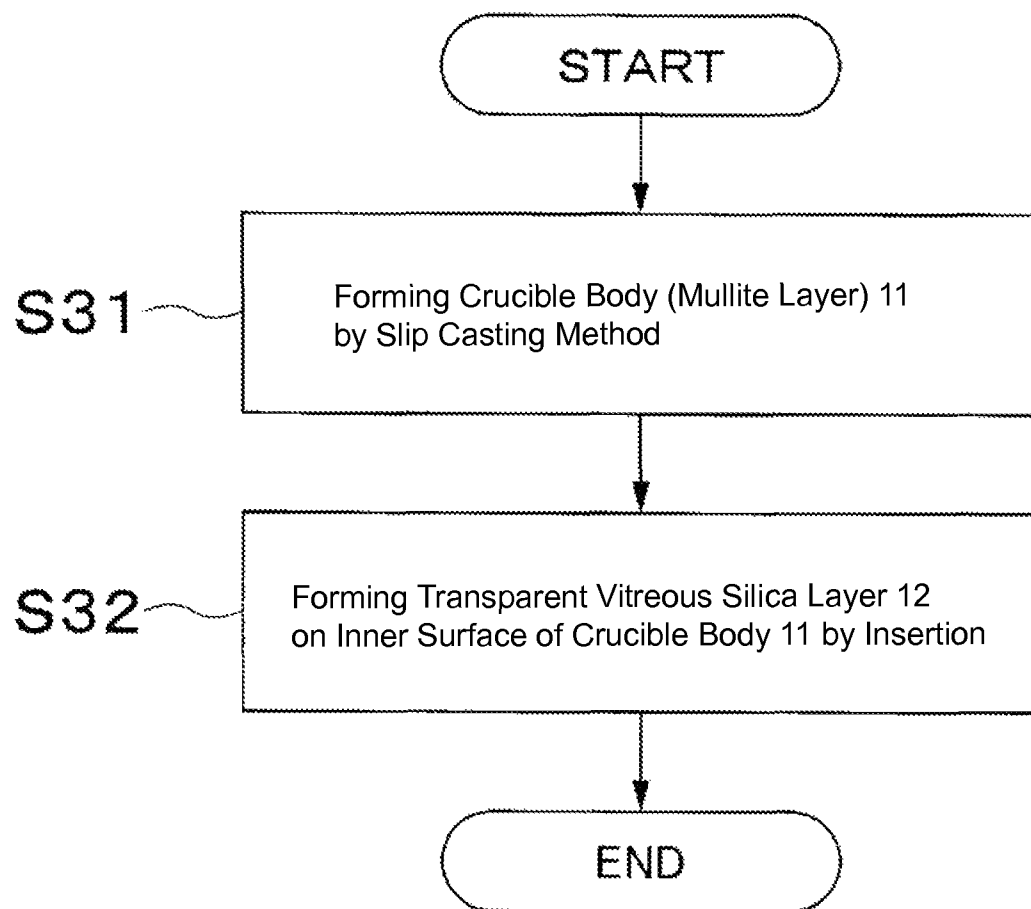 START
S31
Forming Crucible Body (Mullite Layer) 11
by Slip Casting Method
S32
Forming Transparent Vitreous Silica Layer 12
on Inner Surface of Crucible Body 11 by Insertion
END